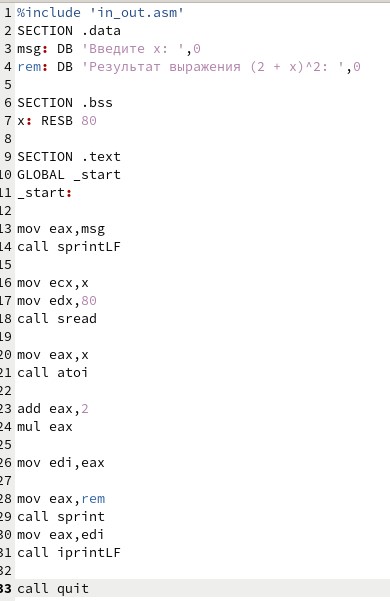 1 %include 'in_out.asm'
2 SECTION .data
3 msg: DB 'Введите x: ',0
4 rem: DB 'Результат выражения (2 + x)^2: ',0
5
6 SECTION .bss
7 x: RESB 80
8
9 SECTION .text
10 GLOBAL _start
11 _start:
12
13 mov eax,msg
14 call sprintLF
15
16 mov ecx,x
17 mov edx,80
18 call sread
19
20 mov eax,x
21 call atoi
22
23 add eax,2
24 mul eax
25
26 mov edi,eax
27
28 mov eax,rem
29 call sprint
30 mov eax,edi
31 call iprintLF
32
33 call quit